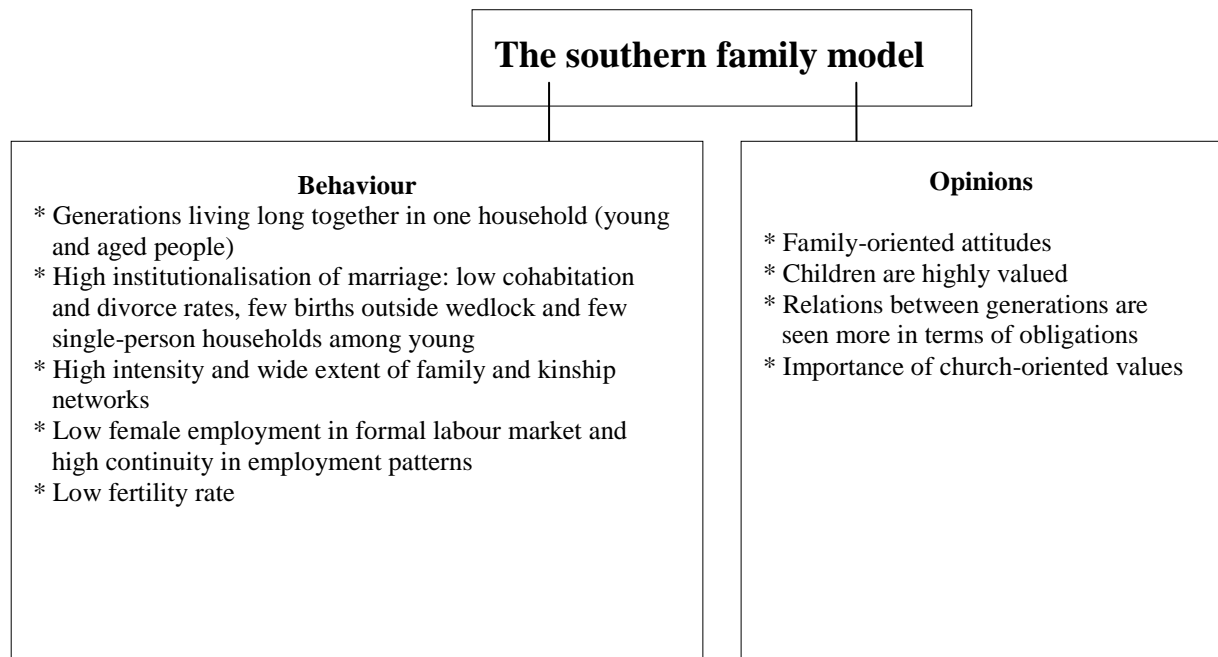 The southern family model
Behaviour
* Generations living long together in one household (young
and aged people)
* High institutionalisation of marriage: low cohabitation
and divorce rates, few births outside wedlock and few
single-person households among young
* High intensity and wide extent of family and kinship
networks
* Low female employment in formal labour market and
high continuity in employment patterns
* Low fertility rate
Opinions
* Family-oriented attitudes
* Children are highly valued
* Relations between generations are
seen more in terms of obligations
* Importance of church-oriented values